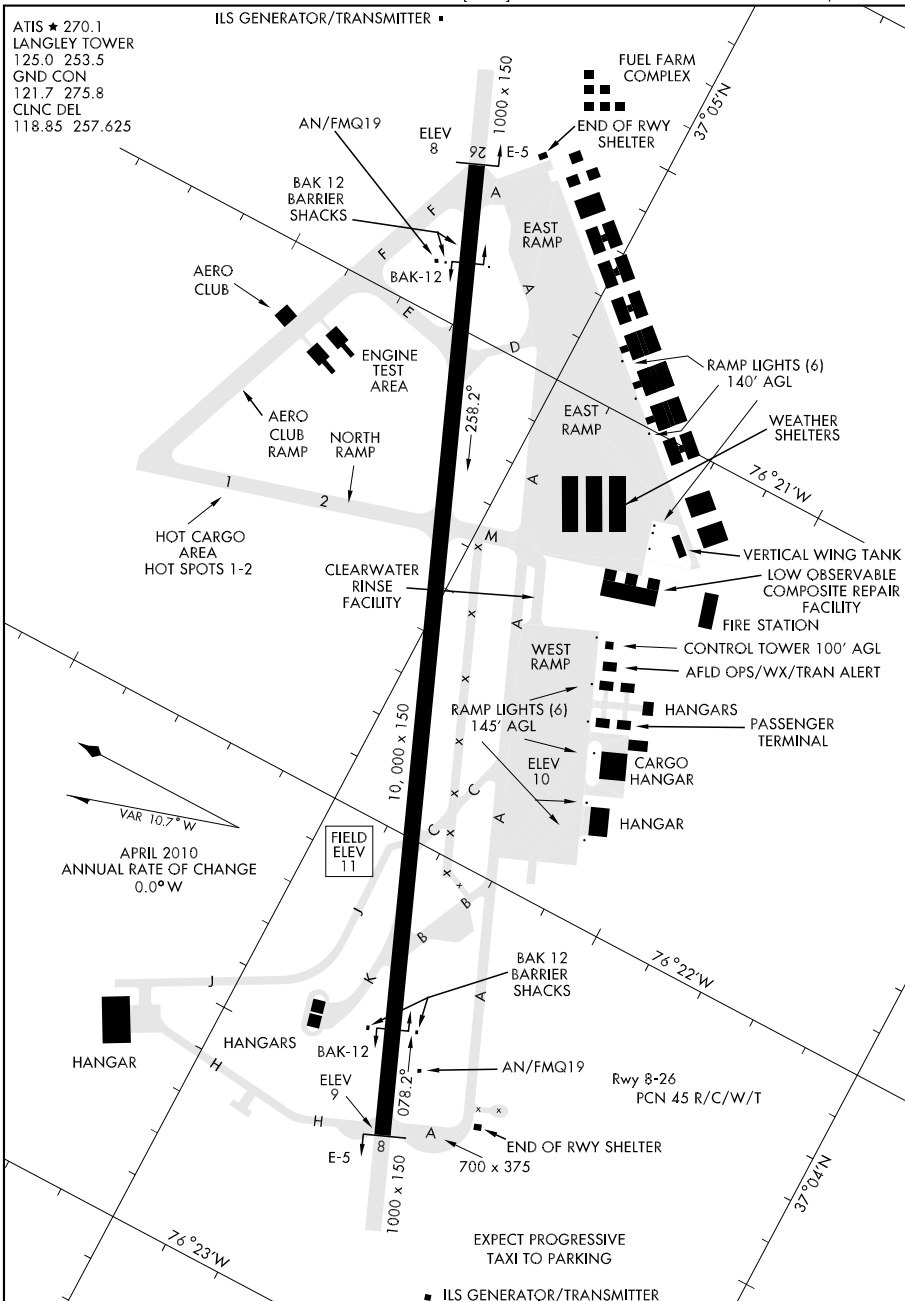 ILS GENERATOR/TRANSMITTER
ATIS ★ 270.1
LANGLEY TOWER
125.0 253.5
GND CON
121.7 275.8
CLNC DEL
118.85 257.625
FUEL FARM
COMPLEX
37°05'N
1000 x 150
AN/FMQ19
ELEV
8
26
E-5
END OF RWY
SHELTER
BAK 12
BARRIER
SHACKS
A
F
EAST
RAMP
F
BAK-12
AERO
CLUB
A
E
D
ENGINE
TEST
AREA
RAMP LIGHTS (6)
140' AGL
258.2°
AERO
CLUB
RAMP
NORTH
RAMP
EAST
RAMP
WEATHER
SHELTERS
76°21'W
A
1
2
HOT CARGO
AREA
HOT SPOTS 1-2
M
x
VERTICAL WING TANK
CLEARWATER
RINSE
FACILITY
LOW OBSERVABLE
COMPOSITE REPAIR
FACILITY
x
A
FIRE STATION
WEST
RAMP
CONTROL TOWER 100' AGL
x
AFLD OPS/WX/TRAN ALERT
10,000 x 150
RAMP LIGHTS (6)
145' AGL
HANGARS
x
PASSENGER
TERMINAL
x
ELEV
10
CARGO
HANGAR
x
C
A
VAR 10.7° W
x
C
x
HANGAR
FIELD
ELEV
11
APRIL 2010
ANNUAL RATE OF CHANGE
0.0° W
x
x
x
x
B
J
B
K
76°22'W
BAK 12
BARRIER
SHACKS
J
A
HANGARS
BAK-12
HANGAR
H
078.2°
AN/FMQ19
ELEV
9
Rwy 8-26
PCN 45 R/C/W/T
x x
H
A
END OF RWY SHELTER
E-5
8
700 x 375
1000 x 150
37°04'N
76°23'W
EXPECT PROGRESSIVE
TAXI TO PARKING
ILS GENERATOR/TRANSMITTER